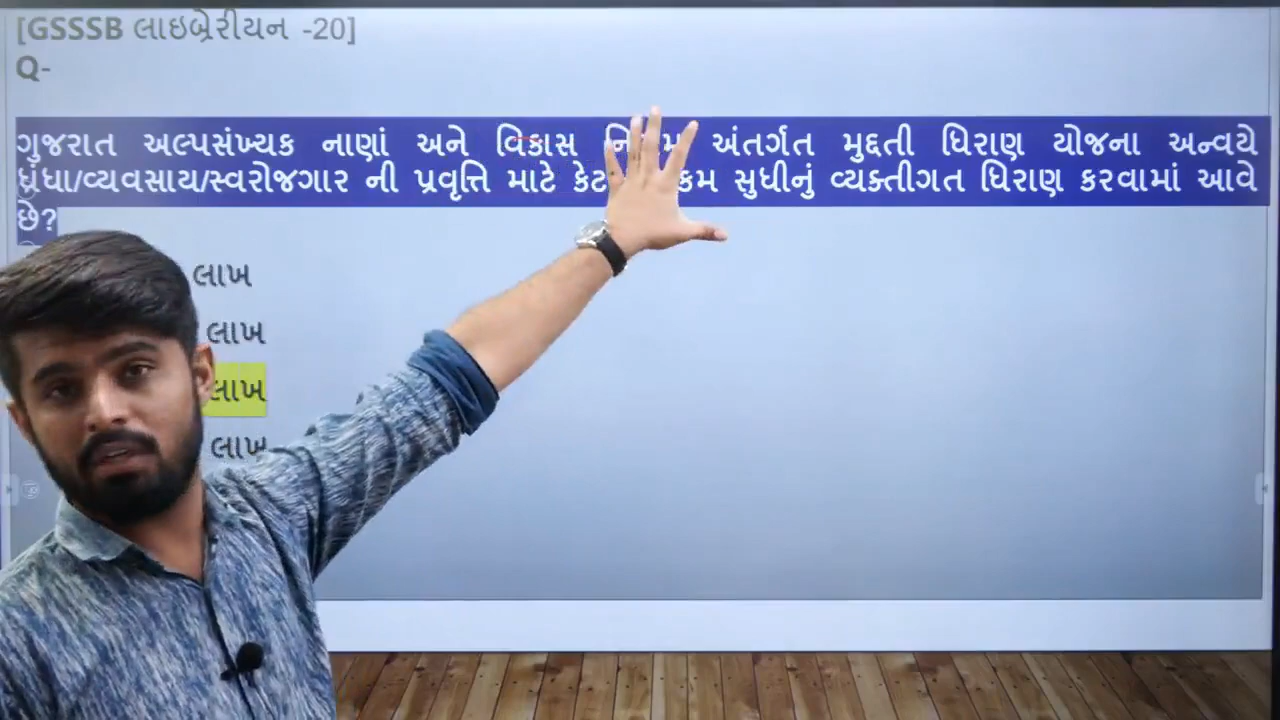 [GSSSB લાઇબ્રેરીયન -20]
Q-
ગુજરાત અલ્પસંખ્યક નાણાં અને વિકાસ અંતર્ગત મુદ્દતી ધિરાણ યોજના અન્વયે
ધંધા/વ્યવસાય/સ્વરોજગાર ની પ્રવૃત્તિ માટે સુધીનું વ્યક્તીગત ધિરાણ કરવામાં આવે
છે?
લાખ
લાખ
લાખ
લાખ